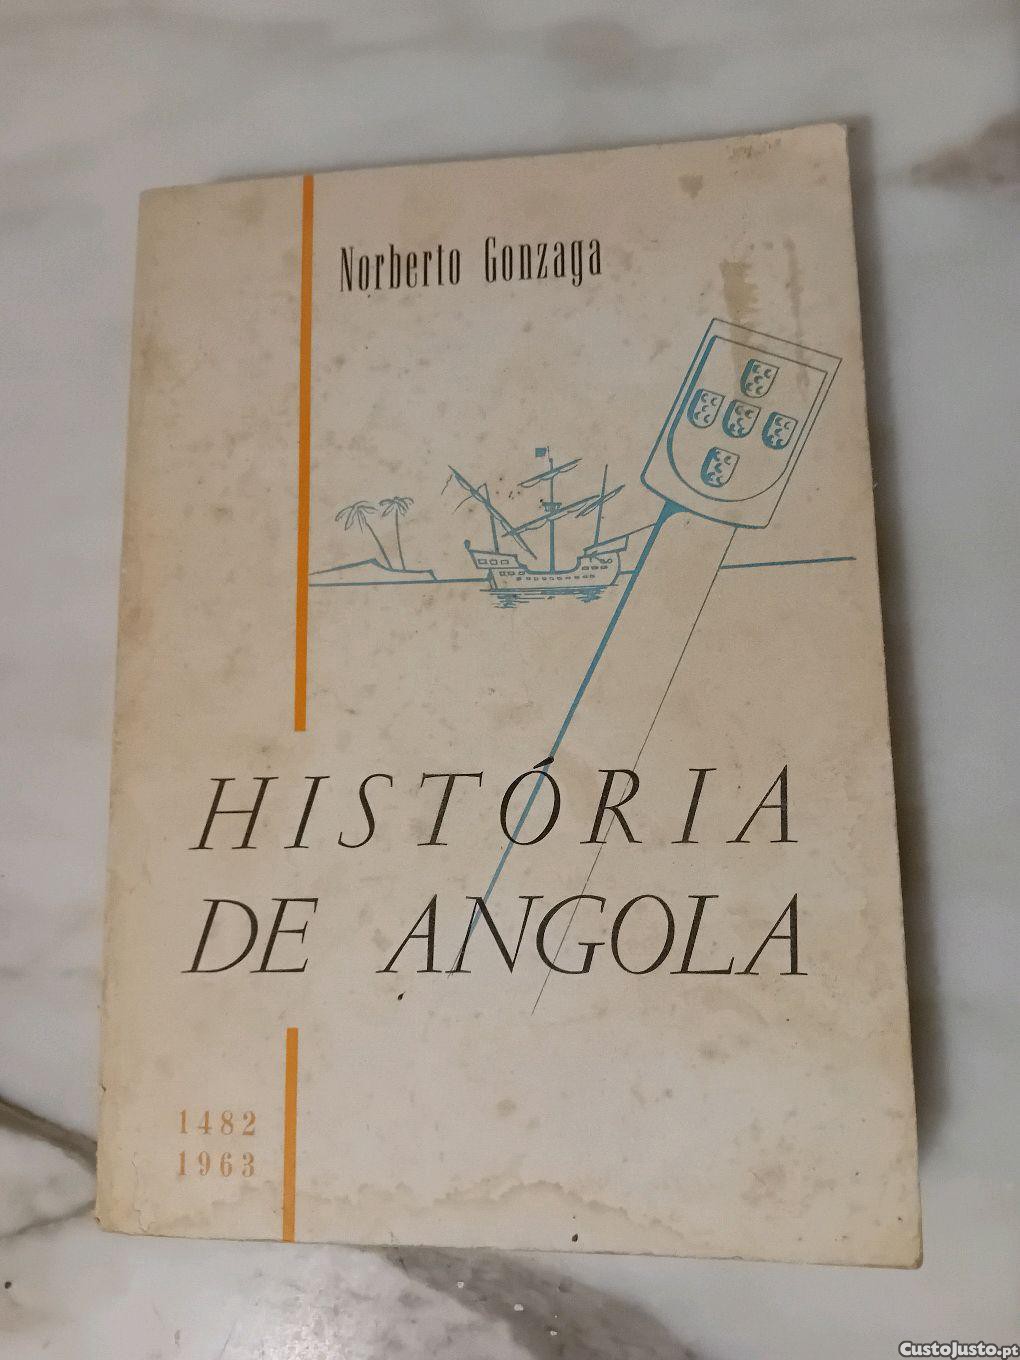 Norberto Gonzaga
HISTÓRIA
DE ANGOLA
1482
1963
CustoJusto.pt